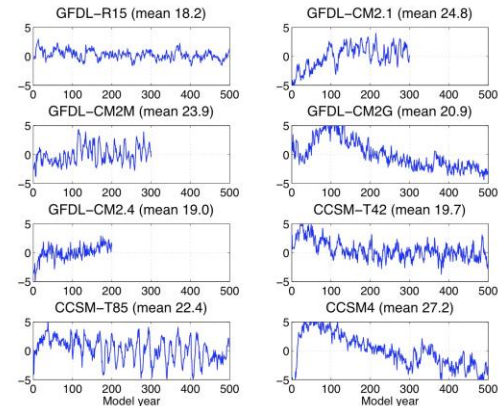 GFDL-R15 (mean 18.2)
GFDL-CM2.1 (mean 24.8)
5
0
-5
0 100 200 300 400 500
5
0
-5
0 100 200 300 400 500
GFDL-CM2M (mean 23.9)
GFDL-CM2G (mean 20.9)
5
0
-5
0 100 200 300 400 500
5
0
-5
0 100 200 300 400 500
GFDL-CM2.4 (mean 19.0)
CCSM-T42 (mean 19.7)
5
0
-5
0 100 200 300 400 500
5
0
-5
0 100 200 300 400 500
CCSM-T85 (mean 22.4)
CCSM4 (mean 27.2)
5
0
-5
0 100 200 300 400 500
5
0
-5
0 100 200 300 400 500
Model year
Model year